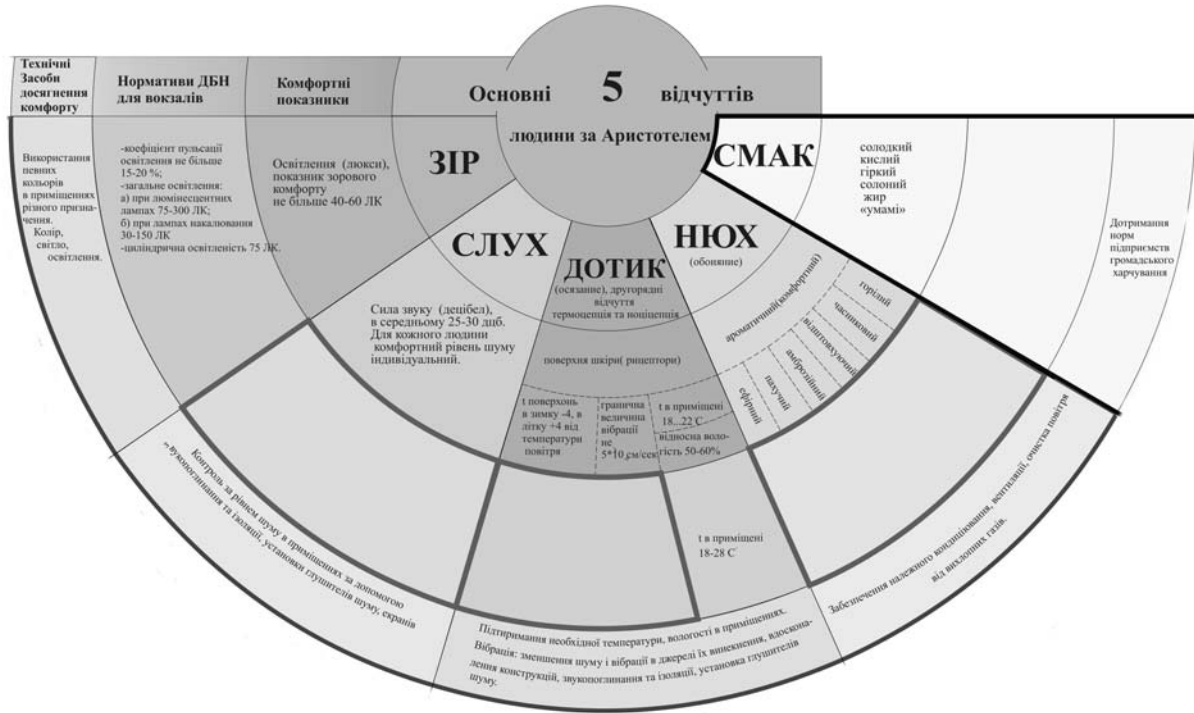 Технічні
Засоби
досягнення
комфорту
Нормативи ДБН
для вокзалів
Комфортні
показники
Основні 5 відчуттів
людини за Аристотелем
ЗІР
СЛУХ
ДОТИК
(осязание), другорядні
відчуття
термоцепція та ноціцепція
НЮХ
(обоняние)
СМАК
Використання
певних
кольорів
в приміщеннях
різного призна-
чення.
Колір,
світло,
освітлення.
-коефіцієнт пульсації
освітлення не більше
15-20 %;
-загальне освітлення:
а) при люмінесцентних
лампах 75-300 ЛК;
б) при лампах накалювання
30-150 ЛК
-циліндрична освітленість 75 ЛК.
Освітлення (люкси),
показник зорового
комфорту
не більше 40-60 ЛК
Сила звуку (децібел),
в середньому 25-30 дцб.
Для кожного людини
комфортний рівень шуму
індивідуальний.
поверхня шкіри( рицептори)
t поверхонь
в зимку -4, в
літку +4 від
температури
повітря
гранична
величина
вібрації
не
5*10 см/сек
t в приміщені
18...22 С
відносна воло-
гість 50-60%
t в приміщені
18-28 С
ароматичний(комфортний)
горілий
часниковий
відштовхуючий
амброзійний
пахучий
ефірний
солодкий
кислий
гіркий
солоний
жир
«умамі»
Дотримання
норм
підприємств
громадського
харчування
Контроль за рівнем шуму в приміщеннях за допомогою
вукопоглинання та ізоляції, установки глушителів шуму, екранів
Підтиримання необхідної температури, вологості в приміщеннях.
Вібрація: зменшення шуму і вібрації в джерелі їх винекнення, вдоскона-
лення конструкцій, звукопоглинання та ізоляції, установка глушителів
шуму.
Забезпечення належного кондиціювання, вентиляції, очистка повітря
від вихлопних газів.